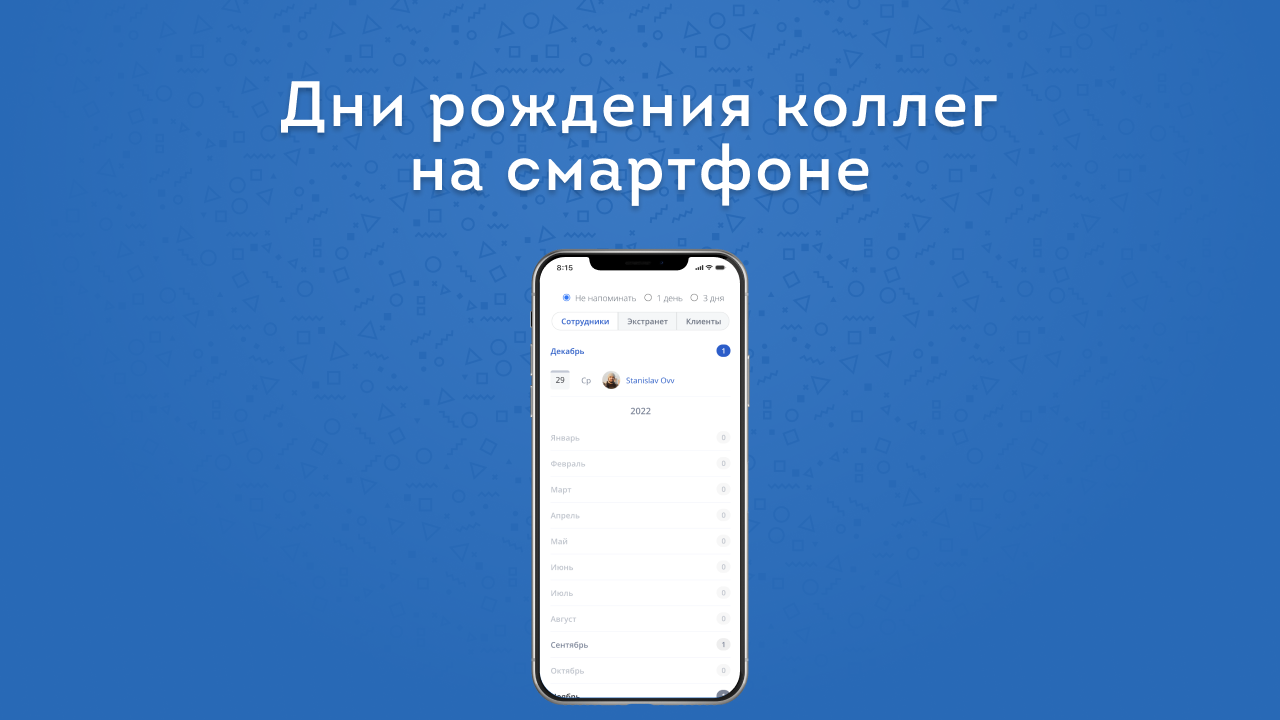 Дни рождения коллег
на смартфоне
8:15
Не напоминать 1 день 3 дня
Сотрудники Экстранет Клиенты
Декабрь 1
29 Ср Stanislav Ovv
2022
Январь 0
Февраль 0
Март 0
Апрель 0
Май 0
Июнь 0
Июль 0
Август 0
Сентябрь 1
Октябрь 0
Ноябрь